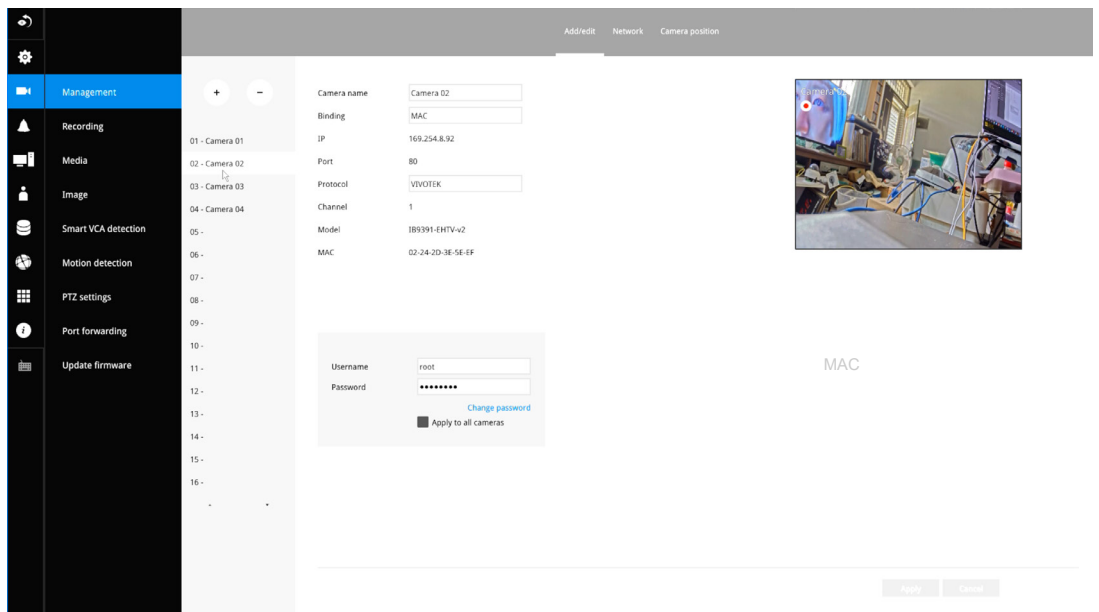 Add/edit Network Camera position
Management
Recording
Media
Image
Smart VCA detection
Motion detection
PTZ settings
Port forwarding
Update firmware
+ −
01 - Camera 01
02 - Camera 02
03 - Camera 03
04 - Camera 04
05 -
06 -
07 -
08 -
09 -
10 -
11 -
12 -
13 -
14 -
15 -
16 -
Camera name Camera 02
Binding MAC
IP 169.254.8.92
Port 80
Protocol VIVOTEK
Channel 1
Model IB9391-EHTV-v2
MAC 02-24-2D-3E-5E-EF
Username root
Password ••••••••
Change password
Apply to all cameras
Camera 02
MAC
Apply Cancel